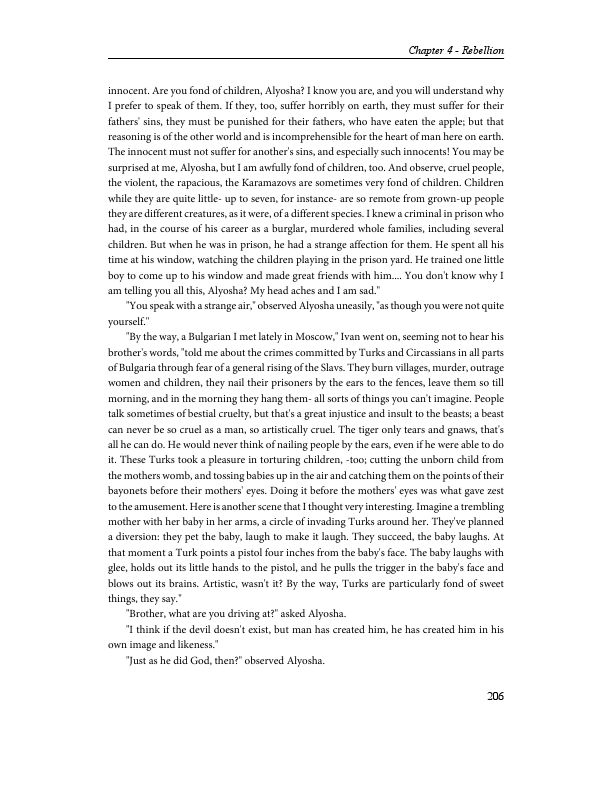 Chapter 4 - Rebellion
innocent. Are you fond of children, Alyosha? I know you are, and you will understand why
I prefer to speak of them. If they, too, suffer horribly on earth, they must suffer for their
fathers' sins, they must be punished for their fathers, who have eaten the apple; but that
reasoning is of the other world and is incomprehensible for the heart of man here on earth.
The innocent must not suffer for another's sins, and especially such innocents! You may be
surprised at me, Alyosha, but I am awfully fond of children, too. And observe, cruel people,
the violent, the rapacious, the Karamazovs are sometimes very fond of children. Children
while they are quite little- up to seven, for instance- are so remote from grown-up people
they are different creatures, as it were, of a different species. I knew a criminal in prison who
had, in the course of his career as a burglar, murdered whole families, including several
children. But when he was in prison, he had a strange affection for them. He spent all his
time at his window, watching the children playing in the prison yard. He trained one little
boy to come up to his window and made great friends with him.... You don't know why I
am telling you all this, Alyosha? My head aches and I am sad."
"You speak with a strange air," observed Alyosha uneasily, "as though you were not quite
yourself."
"By the way, a Bulgarian I met lately in Moscow," Ivan went on, seeming not to hear his
brother's words, "told me about the crimes committed by Turks and Circassians in all parts
of Bulgaria through fear of a general rising of the Slavs. They burn villages, murder, outrage
women and children, they nail their prisoners by the ears to the fences, leave them so till
morning, and in the morning they hang them- all sorts of things you can't imagine. People
talk sometimes of bestial cruelty, but that's a great injustice and insult to the beasts; a beast
can never be so cruel as a man, so artistically cruel. The tiger only tears and gnaws, that's
all he can do. He would never think of nailing people by the ears, even if he were able to do
it. These Turks took a pleasure in torturing children, -too; cutting the unborn child from
the mothers womb, and tossing babies up in the air and catching them on the points of their
bayonets before their mothers' eyes. Doing it before the mothers' eyes was what gave zest
to the amusement. Here is another scene that I thought very interesting. Imagine a trembling
mother with her baby in her arms, a circle of invading Turks around her. They've planned
a diversion: they pet the baby, laugh to make it laugh. They succeed, the baby laughs. At
that moment a Turk points a pistol four inches from the baby's face. The baby laughs with
glee, holds out its little hands to the pistol, and he pulls the trigger in the baby's face and
blows out its brains. Artistic, wasn't it? By the way, Turks are particularly fond of sweet
things, they say."
"Brother, what are you driving at?" asked Alyosha.
"I think if the devil doesn't exist, but man has created him, he has created him in his
own image and likeness."
"Just as he did God, then?" observed Alyosha.
206